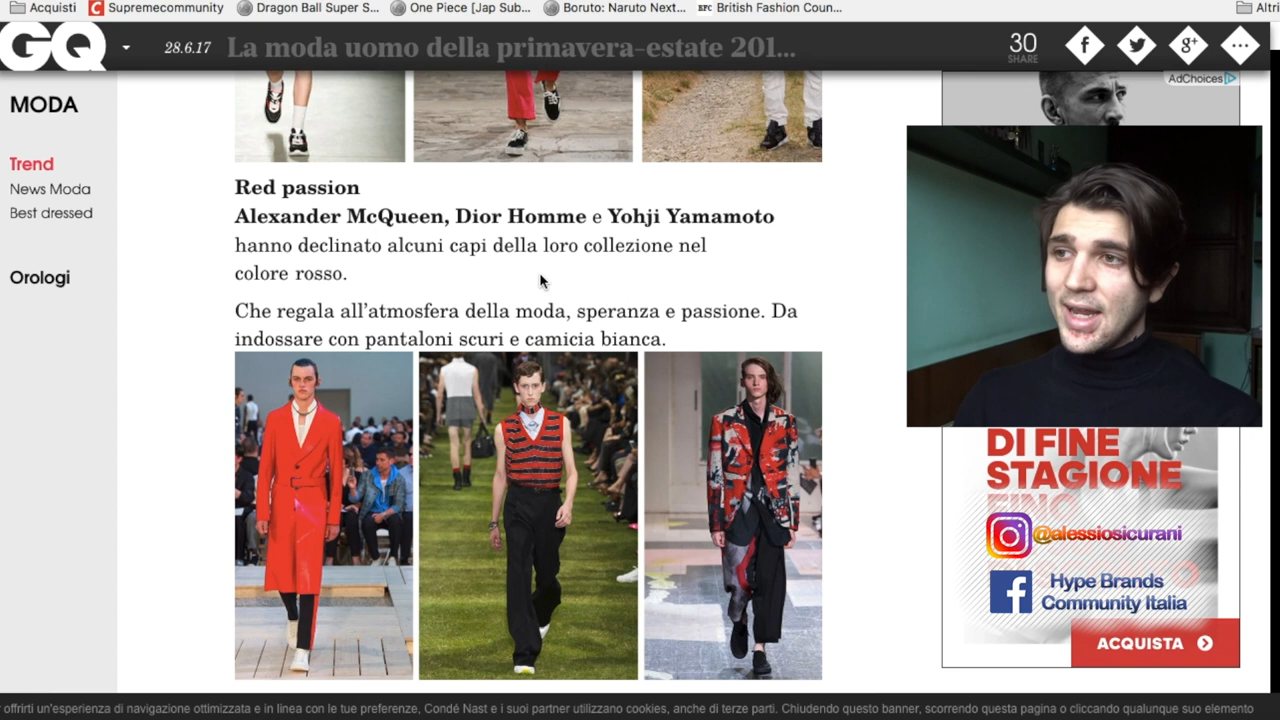 Acquisti
Supremecommunity
Dragon Ball Super S...
One Piece [Jap Sub...
Boruto: Naruto Next...
BFC British Fashion Coun...
Altri
GQ
28.6.17
La moda uomo della primavera-estate 201...
30
SHARE
f
g+
AdChoices
MODA
Trend
News Moda
Best dressed
Orologi
Red passion
Alexander McQueen, Dior Homme e Yohji Yamamoto
hanno declinato alcuni capi della loro collezione nel
colore rosso.
Che regala all'atmosfera della moda, speranza e passione. Da
indossare con pantaloni scuri e camicia bianca.
DI FINE
STAGIONE
@alessiosicurani
Hype Brands
Community Italia
ACQUISTA
offrirti un'esperienza di navigazione ottimizzata e in linea con le tue preferenze, Condé Nast e i suoi partner utilizzano cookies, anche di terze parti. Chiudendo questo banner, scorrendo questa pagina o cliccando qualunque suo elemento